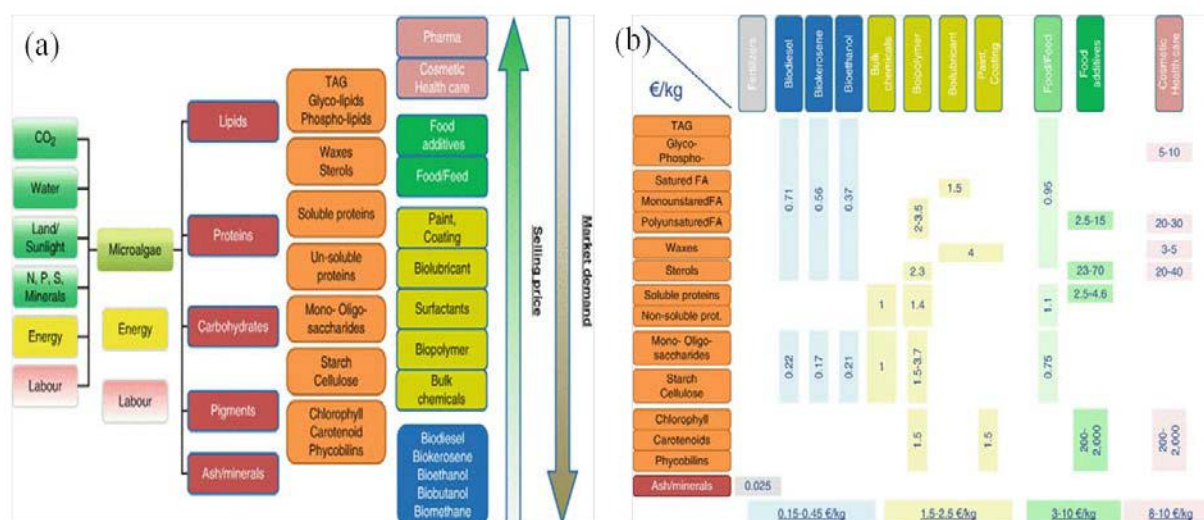 (a)
CO2
Water
Land/
Sunlight
N, P, S,
Minerals
Energy
Labour
Microalgae
Energy
Labour
Lipids
Proteins
Carbohydrates
Pigments
Ash/minerals
TAG
Glyco-lipids
Phospho-lipids
Waxes
Sterols
Soluble proteins
Un-soluble
proteins
Mono- Oligo-
saccharides
Starch
Cellulose
Chlorophyll
Carotenoid
Phycobilins
Pharma
Cosmetic
Health care
Food
additives
Food/Feed
Paint,
Coating
Biolubricant
Surfactants
Biopolymer
Bulk
chemicals
Biodiesel
Biokerosene
Bioethanol
Biobutanol
Biomethane
Selling price
Market demand
(b)
€/kg
Fertilizers
Biodiesel
Biokerosene
Bioethanol
Bulk
chemicals
Biopolymer
Paint,
Coating
Food/Feed
Food
additives
Cosmetic
Health care
TAG
Glyco-
Phospho-
5-10
Satured FA
MonounstaredFA
PolyunsaturedFA
0.71
0.56
0.37
2-3.5
1.5
0.95
2.5-15
20-30
Waxes
4
3-5
Sterols
2.3
23-70
20-40
Soluble proteins
Non-soluble prot.
1
1.4
1.1
2.5-4.6
Mono- Oligo-
saccharides
Starch
Cellulose
0.22
0.17
0.21
1
1.5-3.7
0.75
Chlorophyll
Carotenoids
Phycobilins
1.5
1.5
200-
2,000
200-
2,000
Ash/minerals
0.025
0.15-0.45 €/kg
1.5-2.5 €/kg
3-10 €/kg
8-10 €/kg